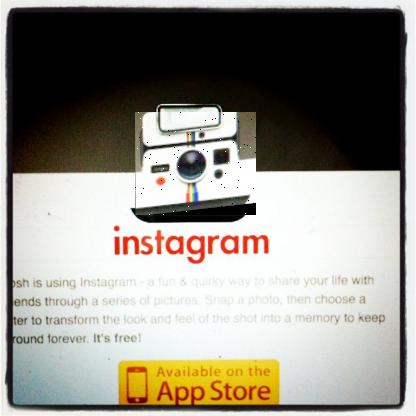 instagram
osh is using Instagram - a fun & quirky way to share your life with
ends through a series of pictures. Snap a photo, then choose a
ter to transform the look and feel of the shot into a memory to keep
round forever. It's free!
Available on the
App Store